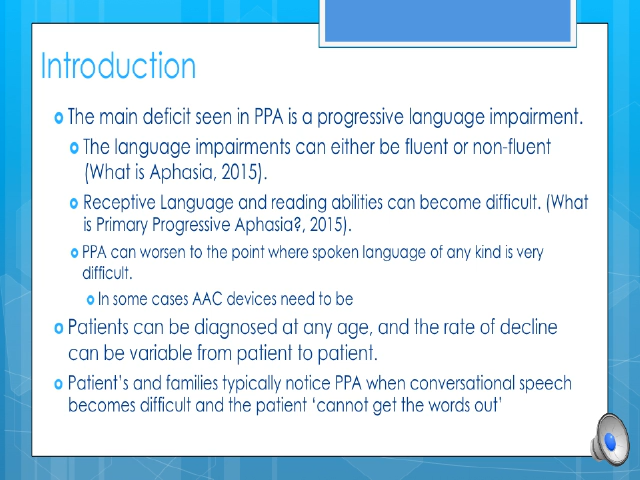 Introduction
The main deficit seen in PPA is a progressive language impairment.
The language impairments can either be fluent or non-fluent
(What is Aphasia, 2015).
Receptive Language and reading abilities can become difficult. (What
is Primary Progressive Aphasia?, 2015).
PPA can worsen to the point where spoken language of any kind is very
difficult.
In some cases AAC devices need to be
Patients can be diagnosed at any age, and the rate of decline
can be variable from patient to patient.
Patient's and families typically notice PPA when conversational speech
becomes difficult and the patient ‘cannot get the words out’